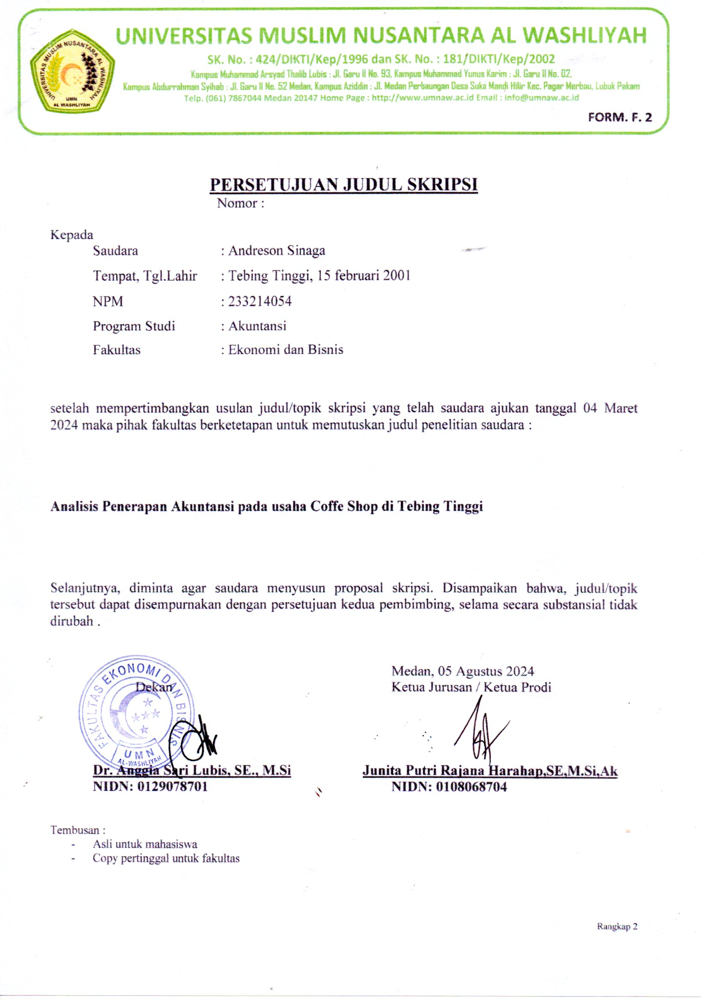 UNIVERSITAS MUSLIM NUSANTARA AL WASHLIYAH
SK. No. : 424/DIKTI/Kep/1996 dan SK. No. : 181/DIKTI/Kep/2002
Kampus Muhammad Arsyad Thalib Lubis : Jl. Garu II No. 93, Kampus Muhammad Yunus Karim : Jl. Garu II No. 02,
Kampus Abdurrahman Syihab : Jl. Garu II No. 52 Medan, Kampus Aziddin : Jl. Medan Perbaungan Desa Suka Mandi Hilir Kec. Pagar Merbau, Lubuk Pakam
Telp. (061) 7867044 Medan 20147 Home Page : http://www.umnaw.ac.id Email : info@umnaw.ac.id
UNIVERSITAS MUSLIM NUSANTARA AL WASHLIYAH
UMN
AL WASHLIYAH
FORM. F. 2
PERSETUJUAN JUDUL SKRIPSI
Nomor :
Kepada
Saudara : Andreson Sinaga
Tempat, Tgl.Lahir : Tebing Tinggi, 15 februari 2001
NPM : 233214054
Program Studi : Akuntansi
Fakultas : Ekonomi dan Bisnis
setelah mempertimbangkan usulan judul/topik skripsi yang telah saudara ajukan tanggal 04 Maret
2024 maka pihak fakultas berketetapan untuk memutuskan judul penelitian saudara :
Analisis Penerapan Akuntansi pada usaha Coffe Shop di Tebing Tinggi
Selanjutnya, diminta agar saudara menyusun proposal skripsi. Disampaikan bahwa, judul/topik
tersebut dapat disempurnakan dengan persetujuan kedua pembimbing, selama secara substansial tidak
dirubah .
Medan, 05 Agustus 2024
Dekan Ketua Jurusan / Ketua Prodi
FAKULTAS EKONOMI DAN BISNIS
UMN
AL-WASHLIYAH
Dr. Anggia Sari Lubis, SE., M.Si Junita Putri Rajana Harahap,SE,M.Si,Ak
NIDN: 0129078701 NIDN: 0108068704
Tembusan :
- Asli untuk mahasiswa
- Copy pertinggal untuk fakultas
Rangkap 2